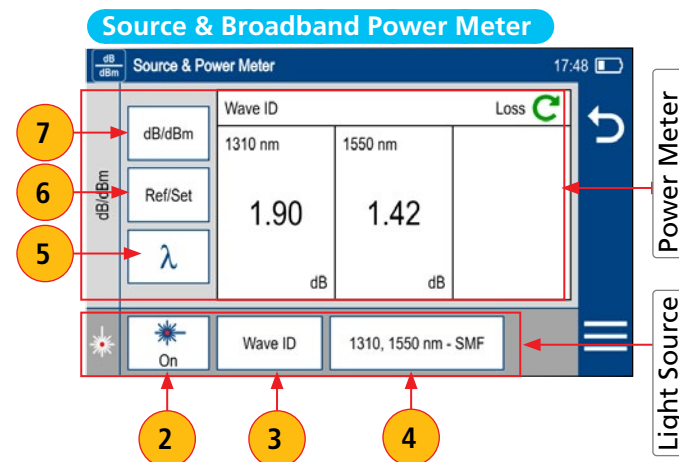 Source & Broadband Power Meter
dB
dBm
Source & Power Meter
17:48
Wave ID
Loss
7
dB/dBm
1310 nm
1550 nm
Power Meter
dB/dBm
6
Ref/Set
1.90
1.42
5
λ
dB
dB
On
Wave ID
1310, 1550 nm - SMF
Light Source
2
3
4